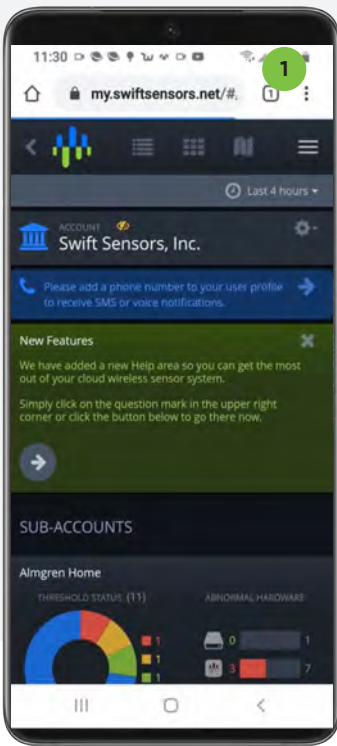 1
11:30
my.swiftsensors.net/#.
1
Last 4 hours
ACCOUNT
Swift Sensors, Inc.
Please add a phone number to your user profile
to receive SMS or voice notifications.
New Features
We have added a new Help area so you can get the most
out of your cloud wireless sensor system.
Simply click on the question mark in the upper right
corner or click the button below to go there now.
SUB-ACCOUNTS
Almgren Home
THRESHOLD STATUS (11)
ABNORMAL HARDWARE
1
0
1
1
1
3
7